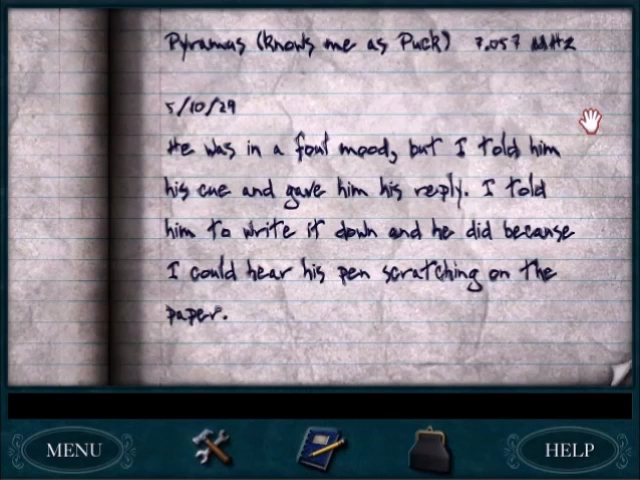 Pyramus (knows me as Puck) 7.057 MHz
5/10/29
He was in a foul mood, but I told him
his cue and gave him his reply. I told
him to write it down and he did because
I could hear his pen scratching on the
paper.
MENU
HELP